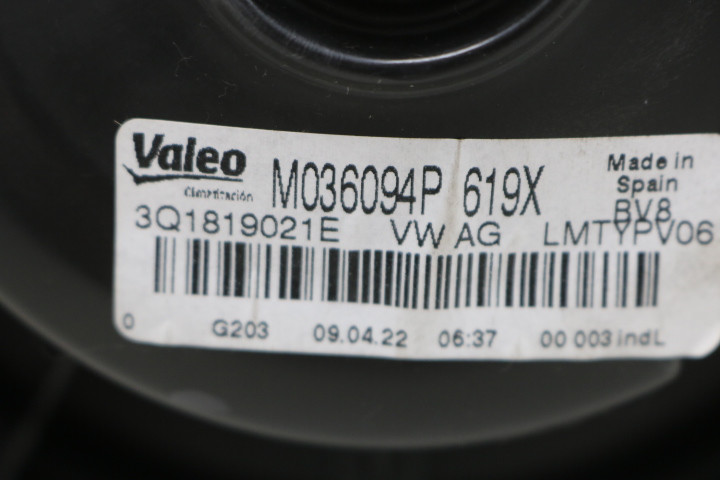 Valeo M036094P 619X Made in
Climatización Spain
BV8
3Q1819021E VW AG LMTYPV06
0 G203 09.04.22 06:37 00 003 indL